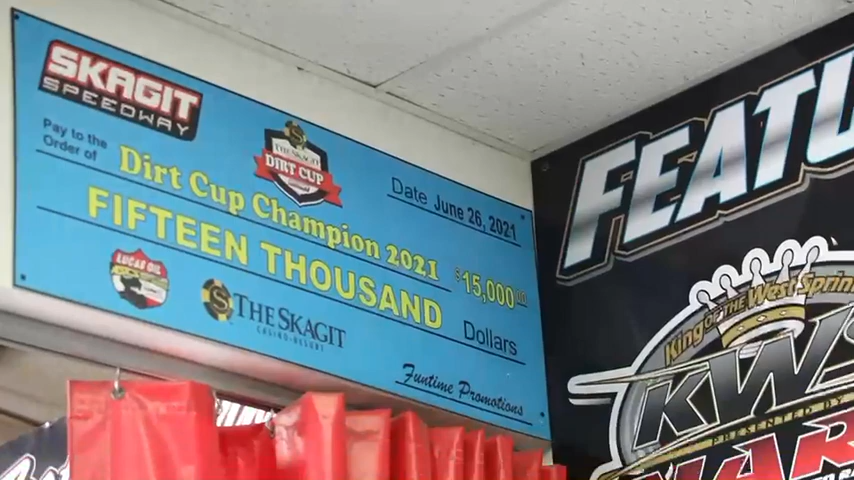 SKAGIT
SPEEDWAY
Pay to the
Order of
Dirt Cup Champion 2021
THE SKAGIT
DIRT CUP
Date June 26, 2021
FIFTEEN THOUSAND
$15,000
Dollars
LUCAS OIL
THE SKAGIT
CASINO • RESORT
Funtime Promotions
FEATU
King of the West Sprin
KWS
PRESENTED BY
NAR